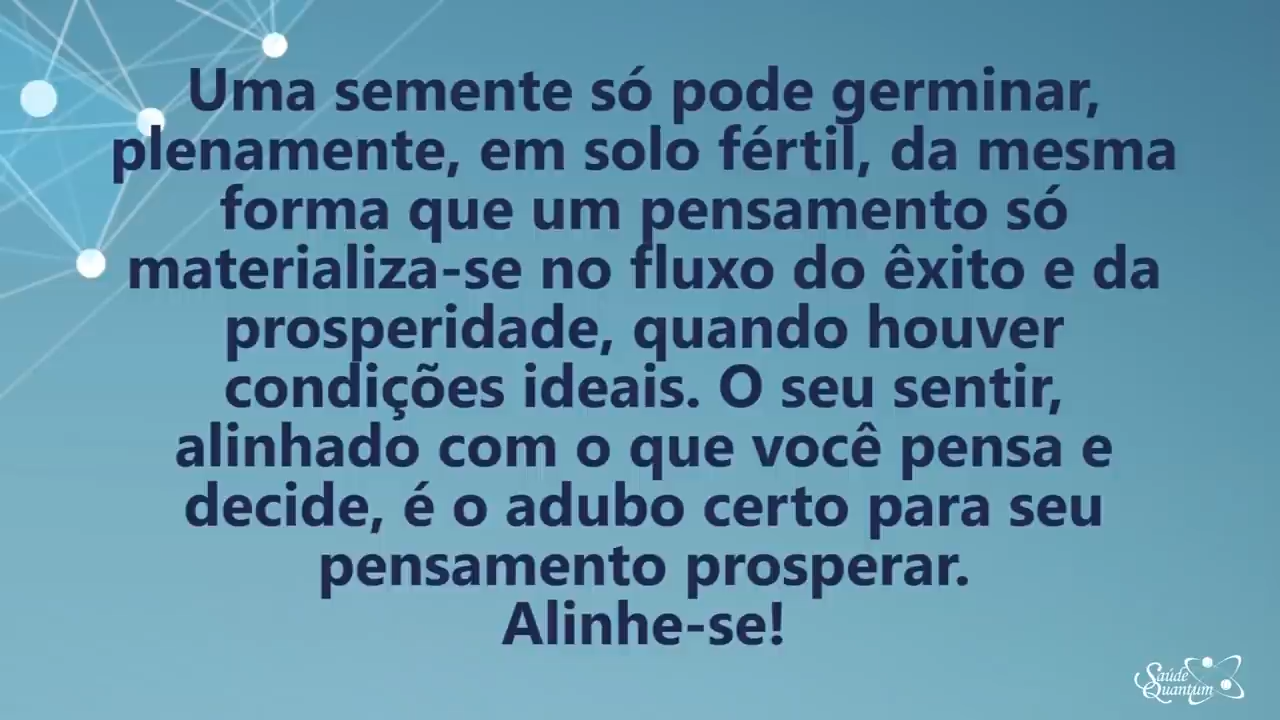 Uma semente só pode germinar,
plenamente, em solo fértil, da mesma
forma que um pensamento só
materializa-se no fluxo do êxito e da
prosperidade, quando houver
condições ideais. O seu sentir,
alinhado com o que você pensa e
decide, é o adubo certo para seu
pensamento prosperar.
Alinhe-se!
Saúde
Quantum